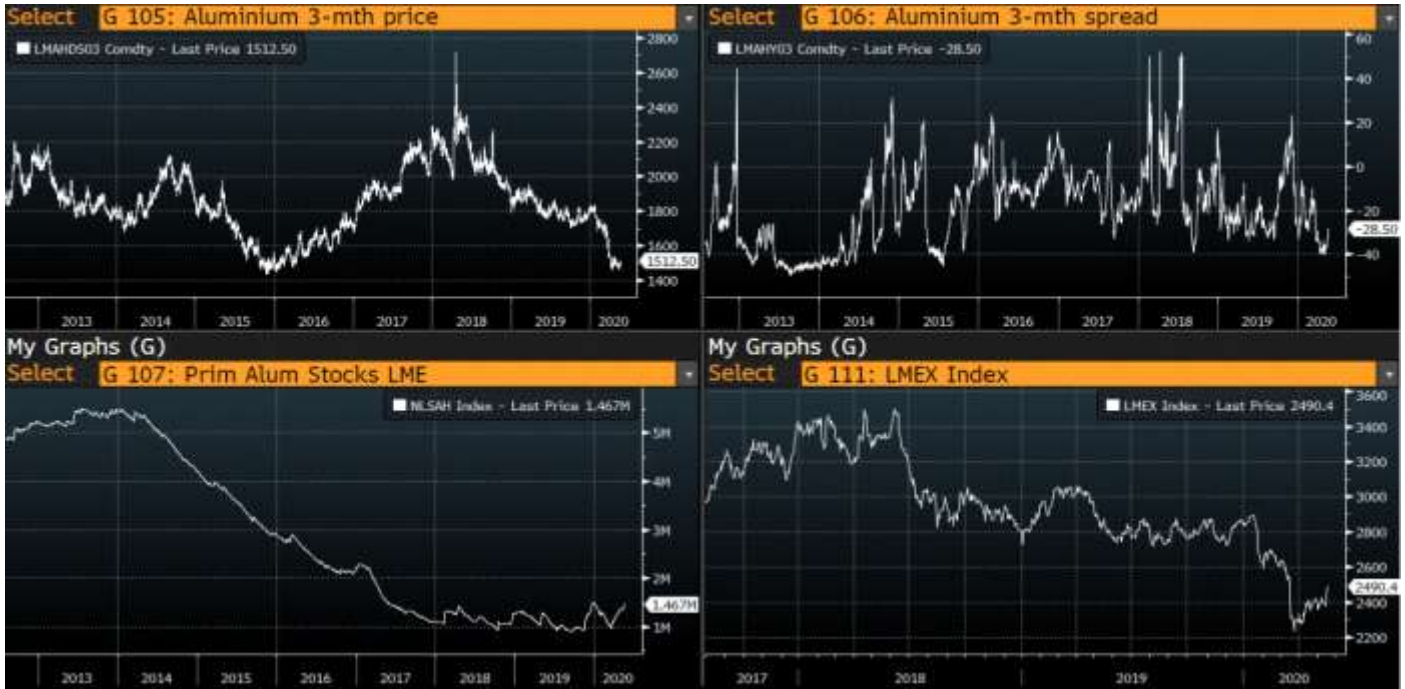 Select G 105: Aluminium 3-mth price
LMAHDS03 Comdty - Last Price 1512.50
2800
2600
2400
2200
2000
1800
1600
1512.50
1400
2013 2014 2015 2016 2017 2018 2019 2020
Select G 106: Aluminium 3-mth spread
LMAHY03 Comdty - Last Price -28.50
60
40
20
0
-20
-28.50
-40
2013 2014 2015 2016 2017 2018 2019 2020
My Graphs (G)
Select G 107: Prim Alum Stocks LME
NLSAH Index - Last Price 1.467M
5M
4M
3M
2M
1.467M
1M
2013 2014 2015 2016 2017 2018 2019 2020
My Graphs (G)
Select G 111: LMEX Index
LMEX Index - Last Price 2490.4
3600
3400
3200
3000
2800
2600
2490.4
2400
2200
2017 2018 2019 2020